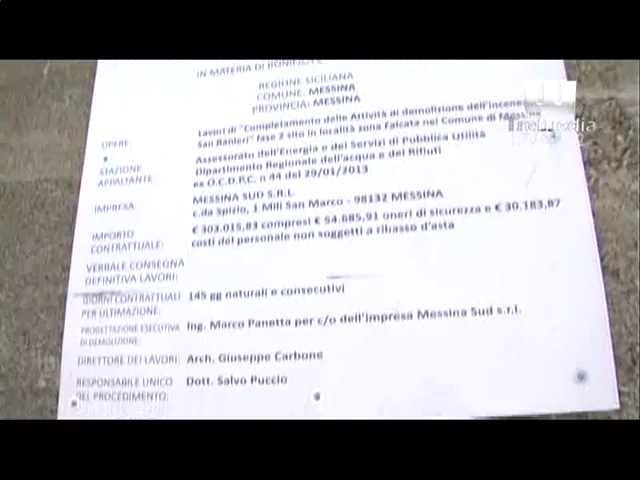 IN MATERIA DI BONIFICHE
REGIONE SICILIANA
COMUNE: MESSINA
PROVINCIA: MESSINA
OPERE: Lavori di "Completamento delle Attività di demolizione dell'incene
San Ranieri" fase 2 sito in località zona Falcata nel Comune di Messina
STAZIONE APPALTANTE: Assessorato dell'Energia e dei Servizi di Pubblica Utilità
Dipartimento Regionale dell'acqua e dei Rifiuti
ex O.C.D.P.C. n 44 del 29/01/2013
IMPRESA: MESSINA SUD S.R.L.
c.da Spizio, 1 Mili San Marco - 98132 MESSINA
IMPORTO CONTRATTUALE: € 303.015,83 compresi € 54.685,91 oneri di sicurezza e € 30.183,87
costi del personale non soggetti a ribasso d'asta
VERBALE CONSEGNA
DEFINITIVA LAVORI:
GIORNI CONTRATTUALI 145 gg naturali e consecutivi
PER ULTIMAZIONE:
PROGETTAZIONE ESECUTIVA Ing. Marco Panetta per c/o dell'impresa Messina Sud s.r.l.
DI DEMOLIZIONE:
DIRETTORE DEI LAVORI: Arch. Giuseppe Carbone
RESPONSABILE UNICO Dott. Salvo Puccio
DEL PROCEDIMENTO: